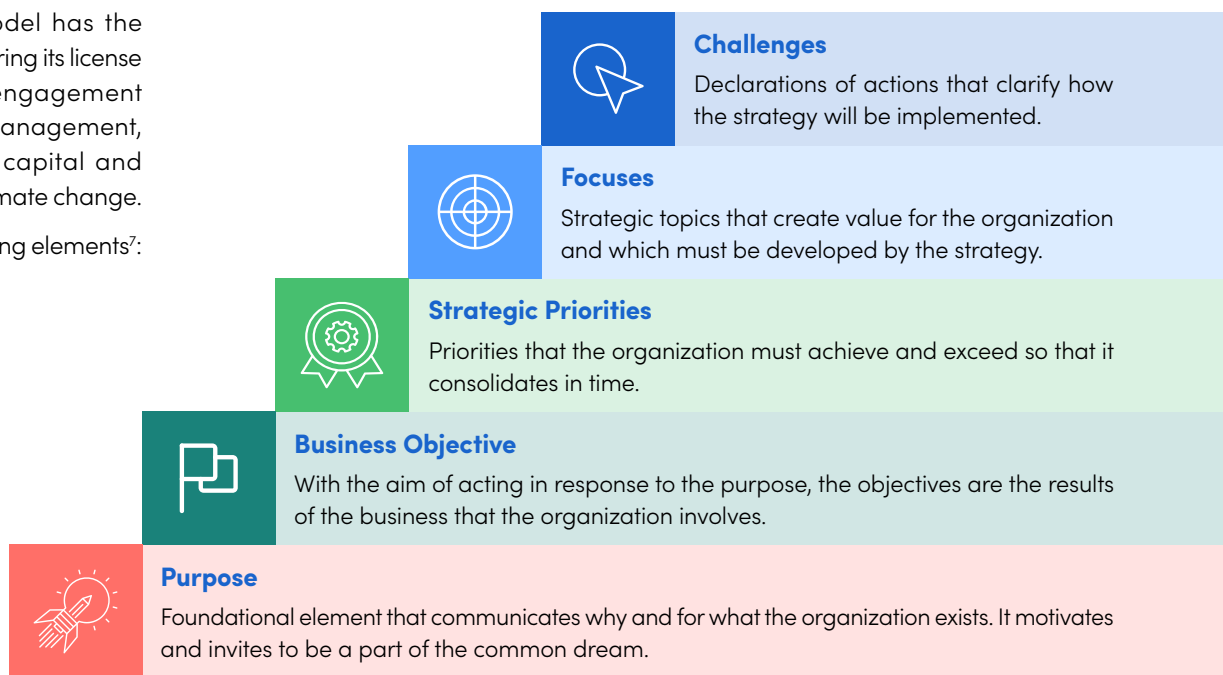 model has the
its license
engagement
management,
capital and
climate change.
elements⁷:
Challenges
Declarations of actions that clarify how
the strategy will be implemented.
Focuses
Strategic topics that create value for the organization
and which must be developed by the strategy.
Strategic Priorities
Priorities that the organization must achieve and exceed so that it
consolidates in time.
Business Objective
With the aim of acting in response to the purpose, the objectives are the results
of the business that the organization involves.
Purpose
Foundational element that communicates why and for what the organization exists. It motivates
and invites to be a part of the common dream.